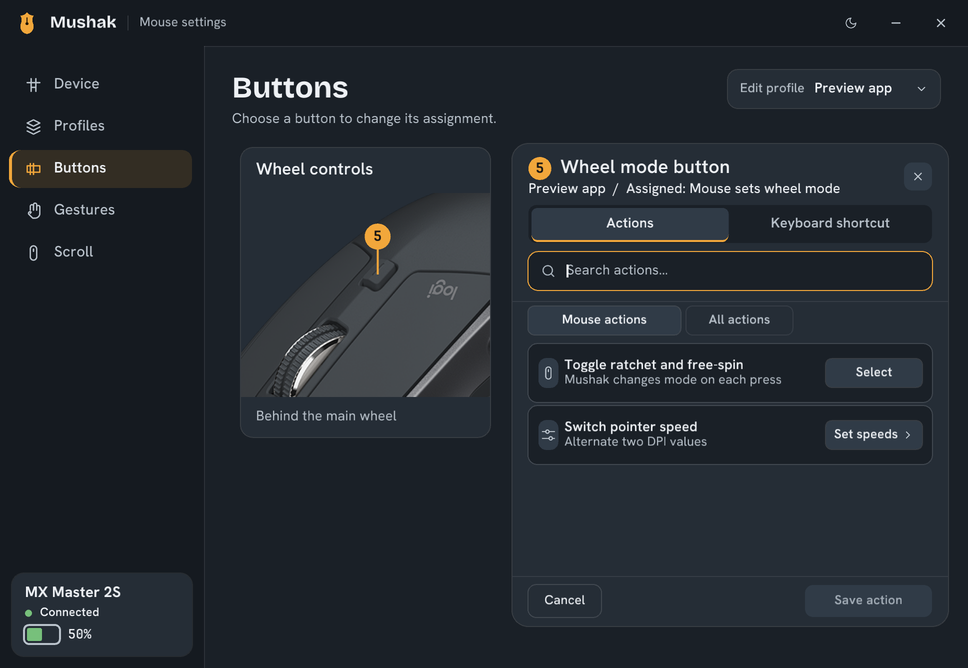 Mushak
Mouse settings
Device
Profiles
Buttons
Gestures
Scroll
MX Master 2S
Connected
50%
Buttons
Choose a button to change its assignment.
Edit profile Preview app
Wheel controls
5
logi
Behind the main wheel
5 Wheel mode button
Preview app / Assigned: Mouse sets wheel mode
Actions
Keyboard shortcut
Search actions...
Mouse actions
All actions
Toggle ratchet and free-spin
Mushak changes mode on each press
Select
Switch pointer speed
Alternate two DPI values
Set speeds
Cancel
Save action